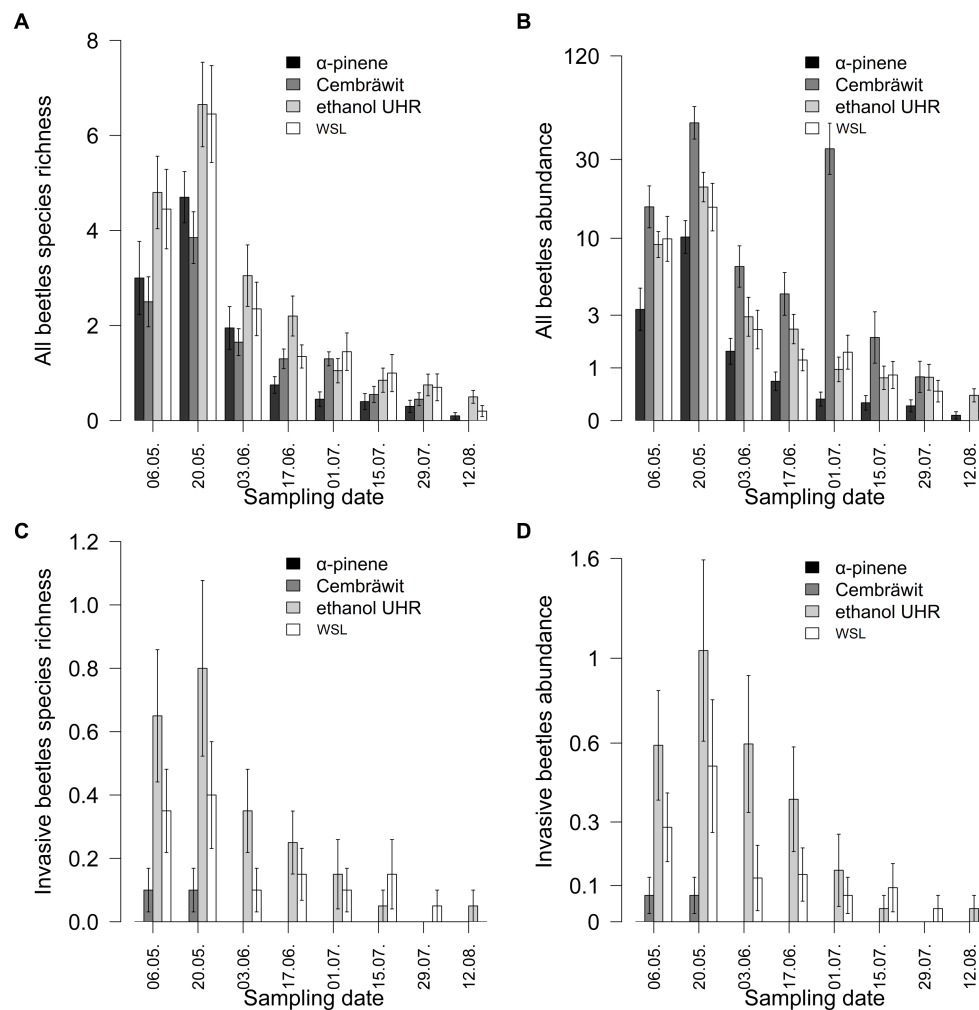 A
All beetles species richness
8
6
4
2
0
α-pinene
Cembräwit
ethanol UHR
WSL
06.05.
20.05.
03.06.
17.06.
01.07.
15.07.
29.07.
12.08.
Sampling date
B
All beetles abundance
120
30
10
3
1
0
α-pinene
Cembräwit
ethanol UHR
WSL
06.05.
20.05.
03.06.
17.06.
01.07.
15.07.
29.07.
12.08.
Sampling date
C
Invasive beetles species richness
1.2
1.0
0.8
0.6
0.4
0.2
0.0
α-pinene
Cembräwit
ethanol UHR
WSL
06.05.
20.05.
03.06.
17.06.
01.07.
15.07.
29.07.
12.08.
Sampling date
D
Invasive beetles abundance
1.6
1
0.6
0.3
0.1
0
α-pinene
Cembräwit
ethanol UHR
WSL
06.05.
20.05.
03.06.
17.06.
01.07.
15.07.
29.07.
12.08.
Sampling date